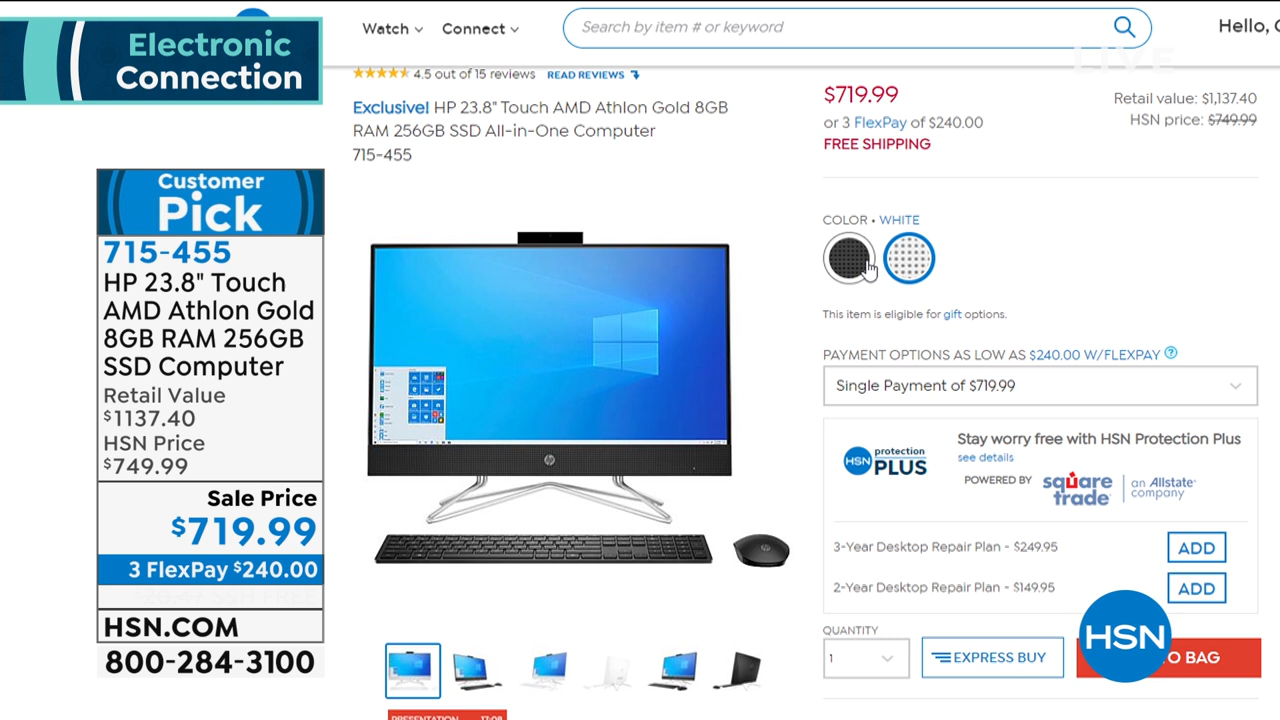 Electronic
Connection
Watch
Connect
Search by item # or keyword
Hello,
LIVE
4.5 out of 15 reviews READ REVIEWS
Exclusive! HP 23.8" Touch AMD Athlon Gold 8GB
RAM 256GB SSD All-in-One Computer
715-455
$719.99
or 3 FlexPay of $240.00
FREE SHIPPING
Retail value: $1,137.40
HSN price: $749.99
Customer
Pick
715-455
HP 23.8" Touch
AMD Athlon Gold
8GB RAM 256GB
SSD Computer
Retail Value
$1137.40
HSN Price
$749.99
Sale Price
$719.99
3 FlexPay $240.00
HSN.COM
800-284-3100
hp
COLOR • WHITE
This item is eligible for gift options.
PAYMENT OPTIONS AS LOW AS $240.00 W/FLEXPAY ?
Single Payment of $719.99
HSN protection PLUS
Stay worry free with HSN Protection Plus
see details
POWERED BY square trade an Allstate company
3-Year Desktop Repair Plan - $249.95 ADD
2-Year Desktop Repair Plan - $149.95 ADD
QUANTITY
1
EXPRESS BUY
HSN
TO BAG
PRESENTATION 17:08